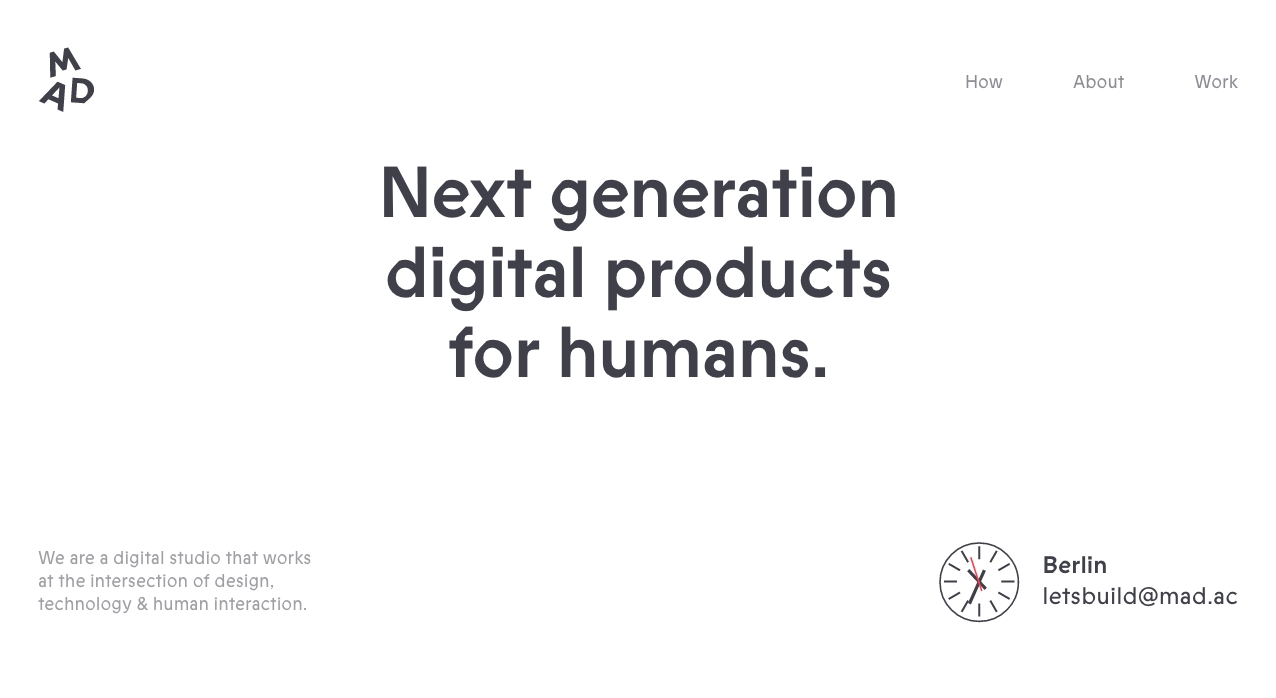 M
AD
How About Work
Next generation
digital products
for humans.
We are a digital studio that works
at the intersection of design,
technology & human interaction.
Berlin
letsbuild@mad.ac